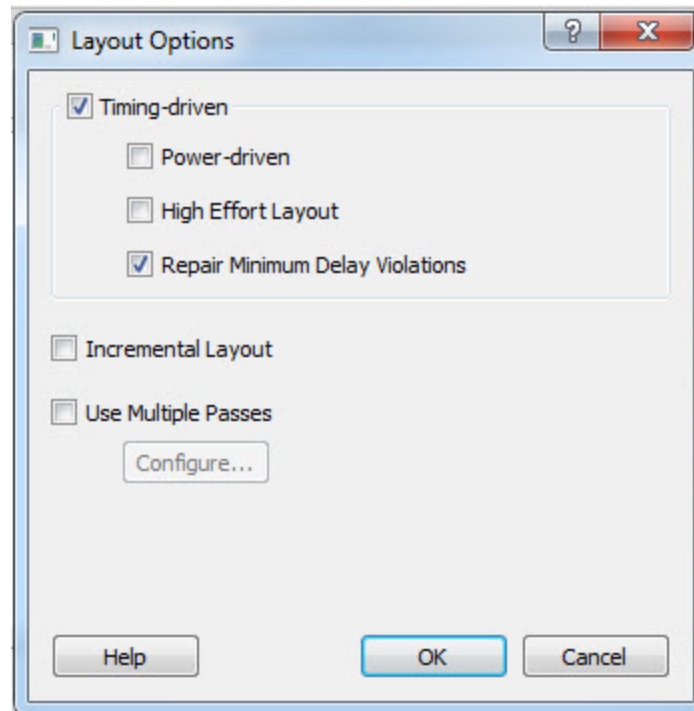 Layout Options
Timing-driven
Power-driven
High Effort Layout
Repair Minimum Delay Violations
Incremental Layout
Use Multiple Passes
Configure...
Help OK Cancel